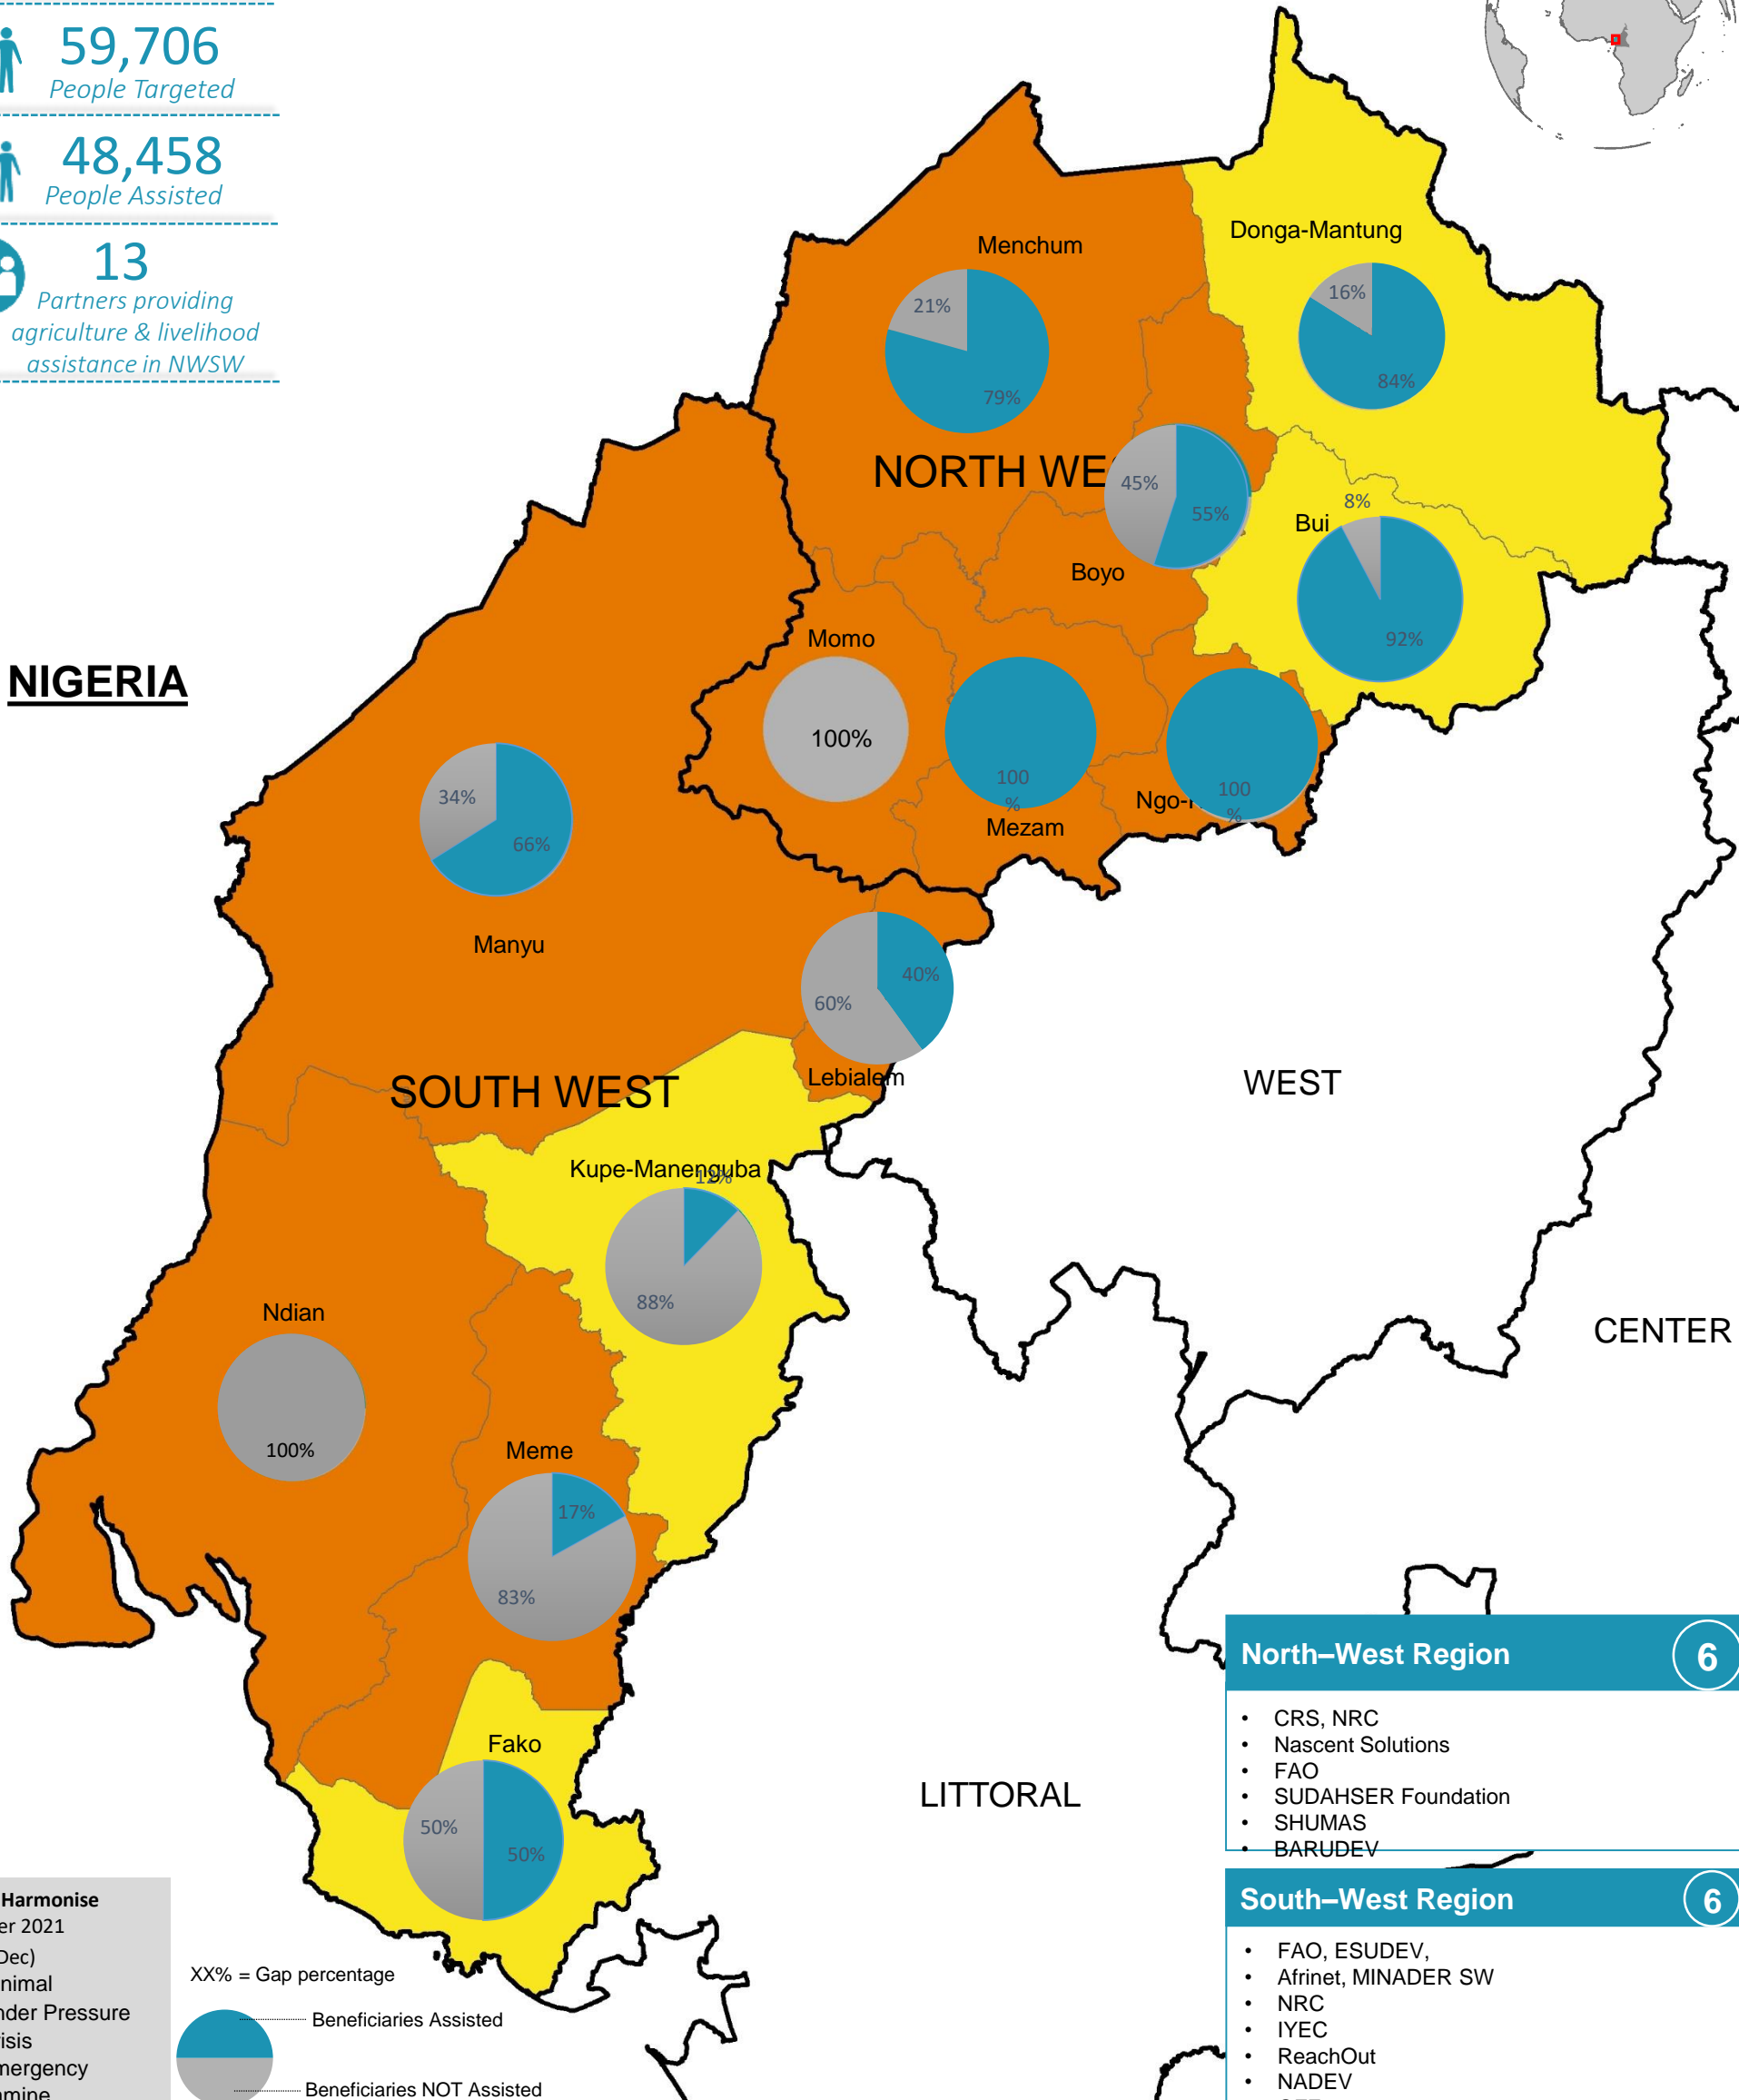 59,706
People Targeted
48,458
People Assisted
13
Partners providing
agriculture & livelihood
assistance in NWSW
NIGERIA
Menchum
21%
79%
Donga-Mantung
16%
84%
NORTH WE
45%
55%
Boyo
Bui
8%
92%
Momo
100%
100
%
Mezam
Ngo-
100
%
34%
66%
Manyu
40%
60%
Lebialem
SOUTH WEST
WEST
Kupe-Manenguba
12%
88%
CENTER
Ndian
100%
Meme
17%
83%
Fako
50%
50%
LITTORAL
North–West Region
6
• CRS, NRC
• Nascent Solutions
• FAO
• SUDAHSER Foundation
• SHUMAS
• BARUDEV
South–West Region
6
• FAO, ESUDEV,
• Afrinet, MINADER SW
• NRC
• IYEC
• ReachOut
• NADEV
Harmonise
er 2021
Dec)
nimal
nder Pressure
isis
mergency
amine
XX% = Gap percentage
Beneficiaries Assisted
Beneficiaries NOT Assisted